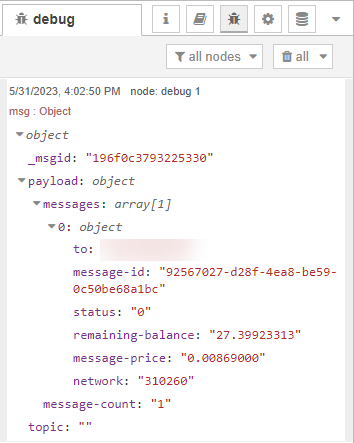 debug
i
all nodes
all
5/31/2023, 4:02:50 PM node: debug 1
msg : Object
object
_msgid: "196f0c3793225330"
payload: object
messages: array[1]
0: object
to:
message-id: "92567027-d28f-4ea8-be59-
0c50be68a1bc"
status: "0"
remaining-balance: "27.39923313"
message-price: "0.00869000"
network: "310260"
message-count: "1"
topic: ""